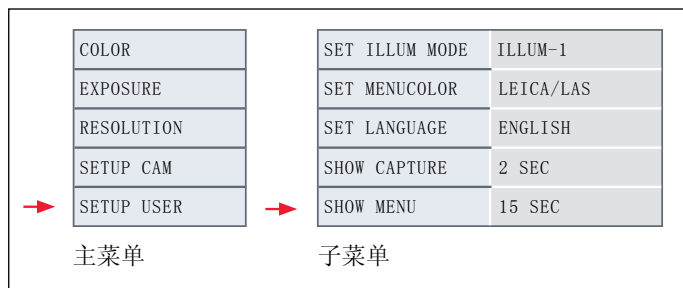 COLOR
EXPOSURE
RESOLUTION
SETUP CAM
SETUP USER
主菜单
SET ILLUM MODE ILLUM-1
SET MENUCOLOR LEICA/LAS
SET LANGUAGE ENGLISH
SHOW CAPTURE 2 SEC
SHOW MENU 15 SEC
子菜单